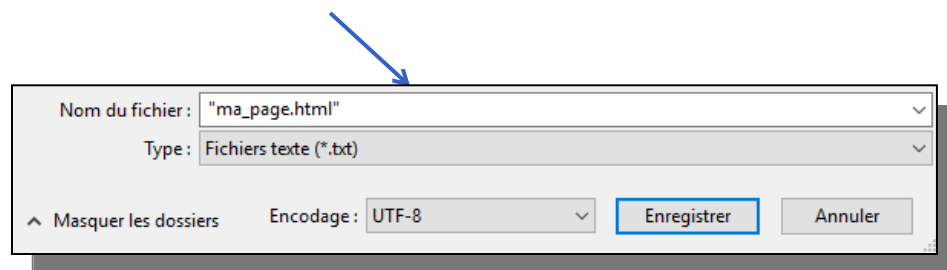 Nom du fichier : "ma_page.html"
Type : Fichiers texte (*.txt)
Masquer les dossiers Encodage : UTF-8 Enregistrer Annuler